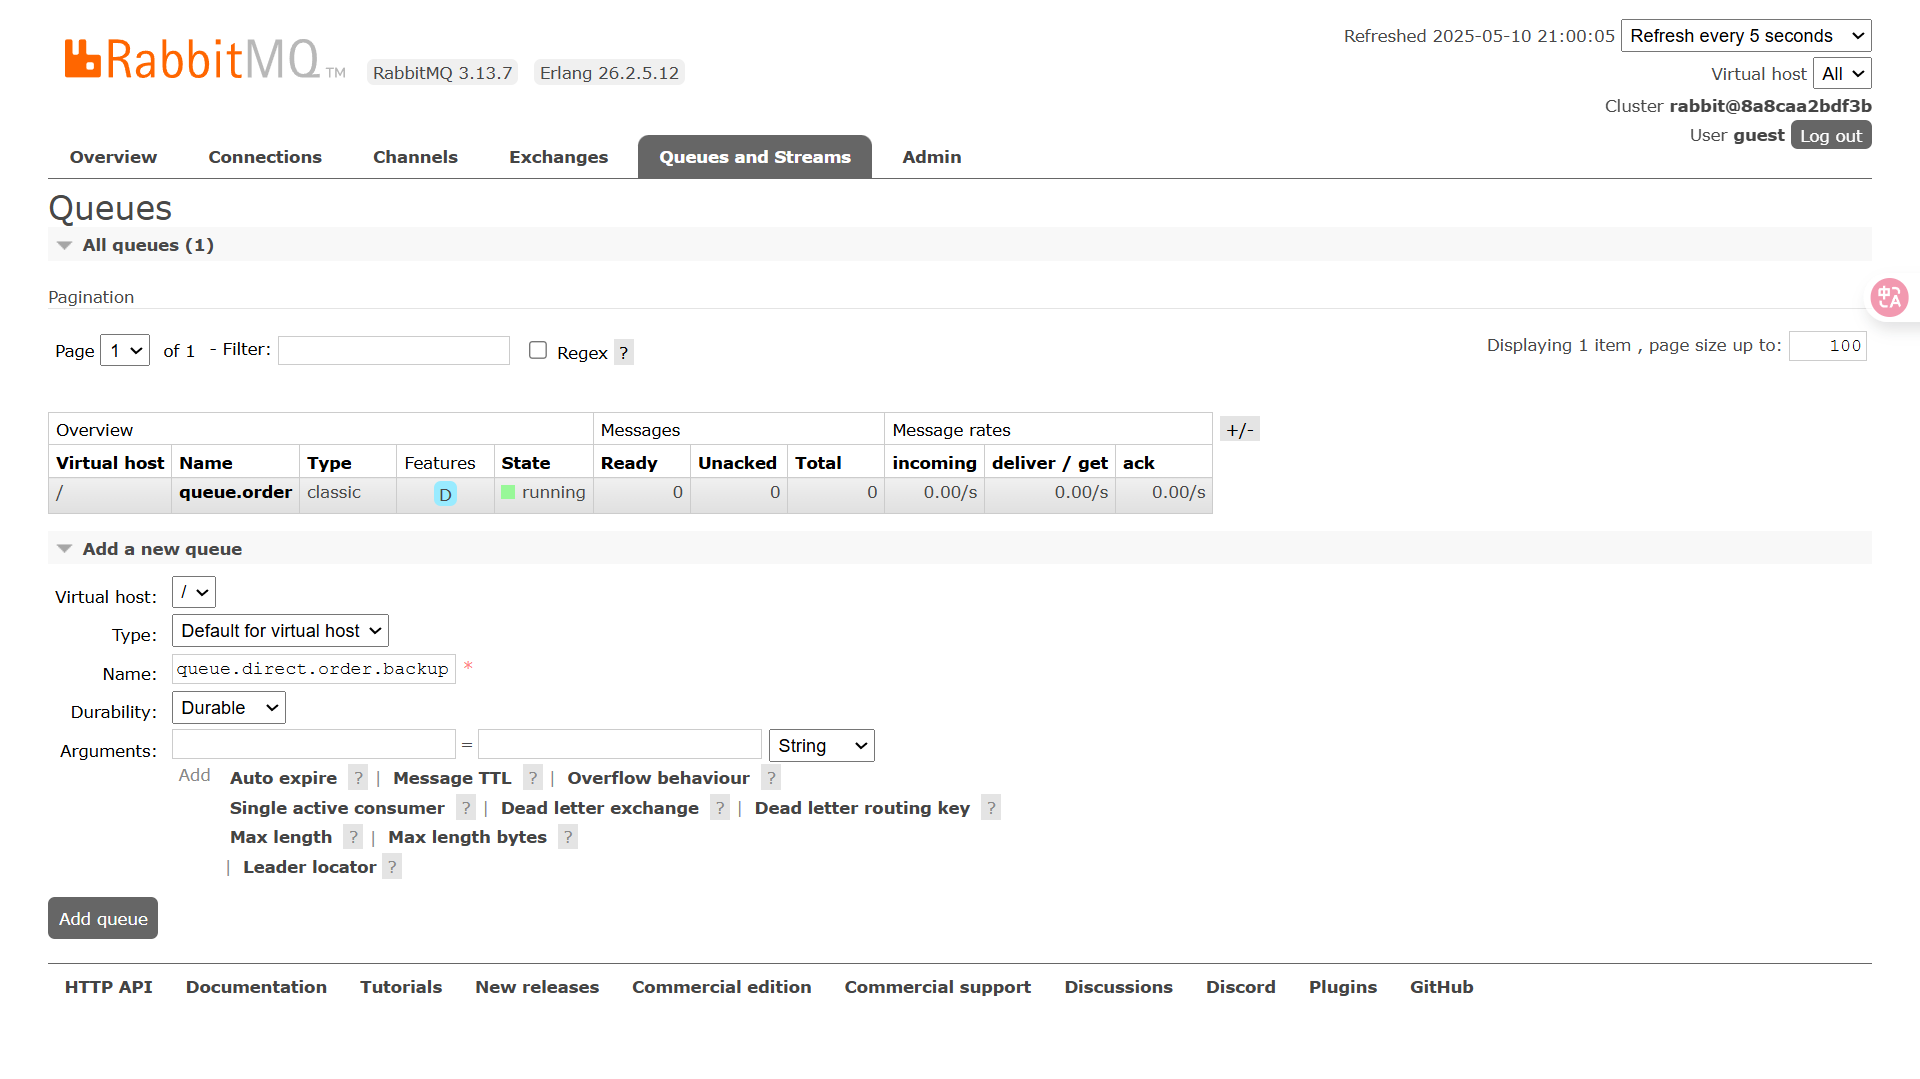 RabbitMQ TM RabbitMQ 3.13.7 Erlang 26.2.5.12
Refreshed 2025-05-10 21:00:05 Refresh every 5 seconds
Virtual host All
Cluster rabbit@8a8caa2bdf3b
User guest Log out
Overview Connections Channels Exchanges Queues and Streams Admin
Queues
All queues (1)
Pagination
中A
Page 1 of 1 - Filter: Regex ? Displaying 1 item , page size up to: 100
Overview Messages Message rates +/-
Virtual host Name Type Features State Ready Unacked Total incoming deliver / get ack
/ queue.order classic D running 0 0 0 0.00/s 0.00/s 0.00/s
Add a new queue
Virtual host: /
Type: Default for virtual host
Name: queue.direct.order.backup *
Durability: Durable
Arguments: = String
Add Auto expire ? | Message TTL ? | Overflow behaviour ?
Single active consumer ? | Dead letter exchange ? | Dead letter routing key ?
Max length ? | Max length bytes ?
| Leader locator ?
Add queue
HTTP API Documentation Tutorials New releases Commercial edition Commercial support Discussions Discord Plugins GitHub